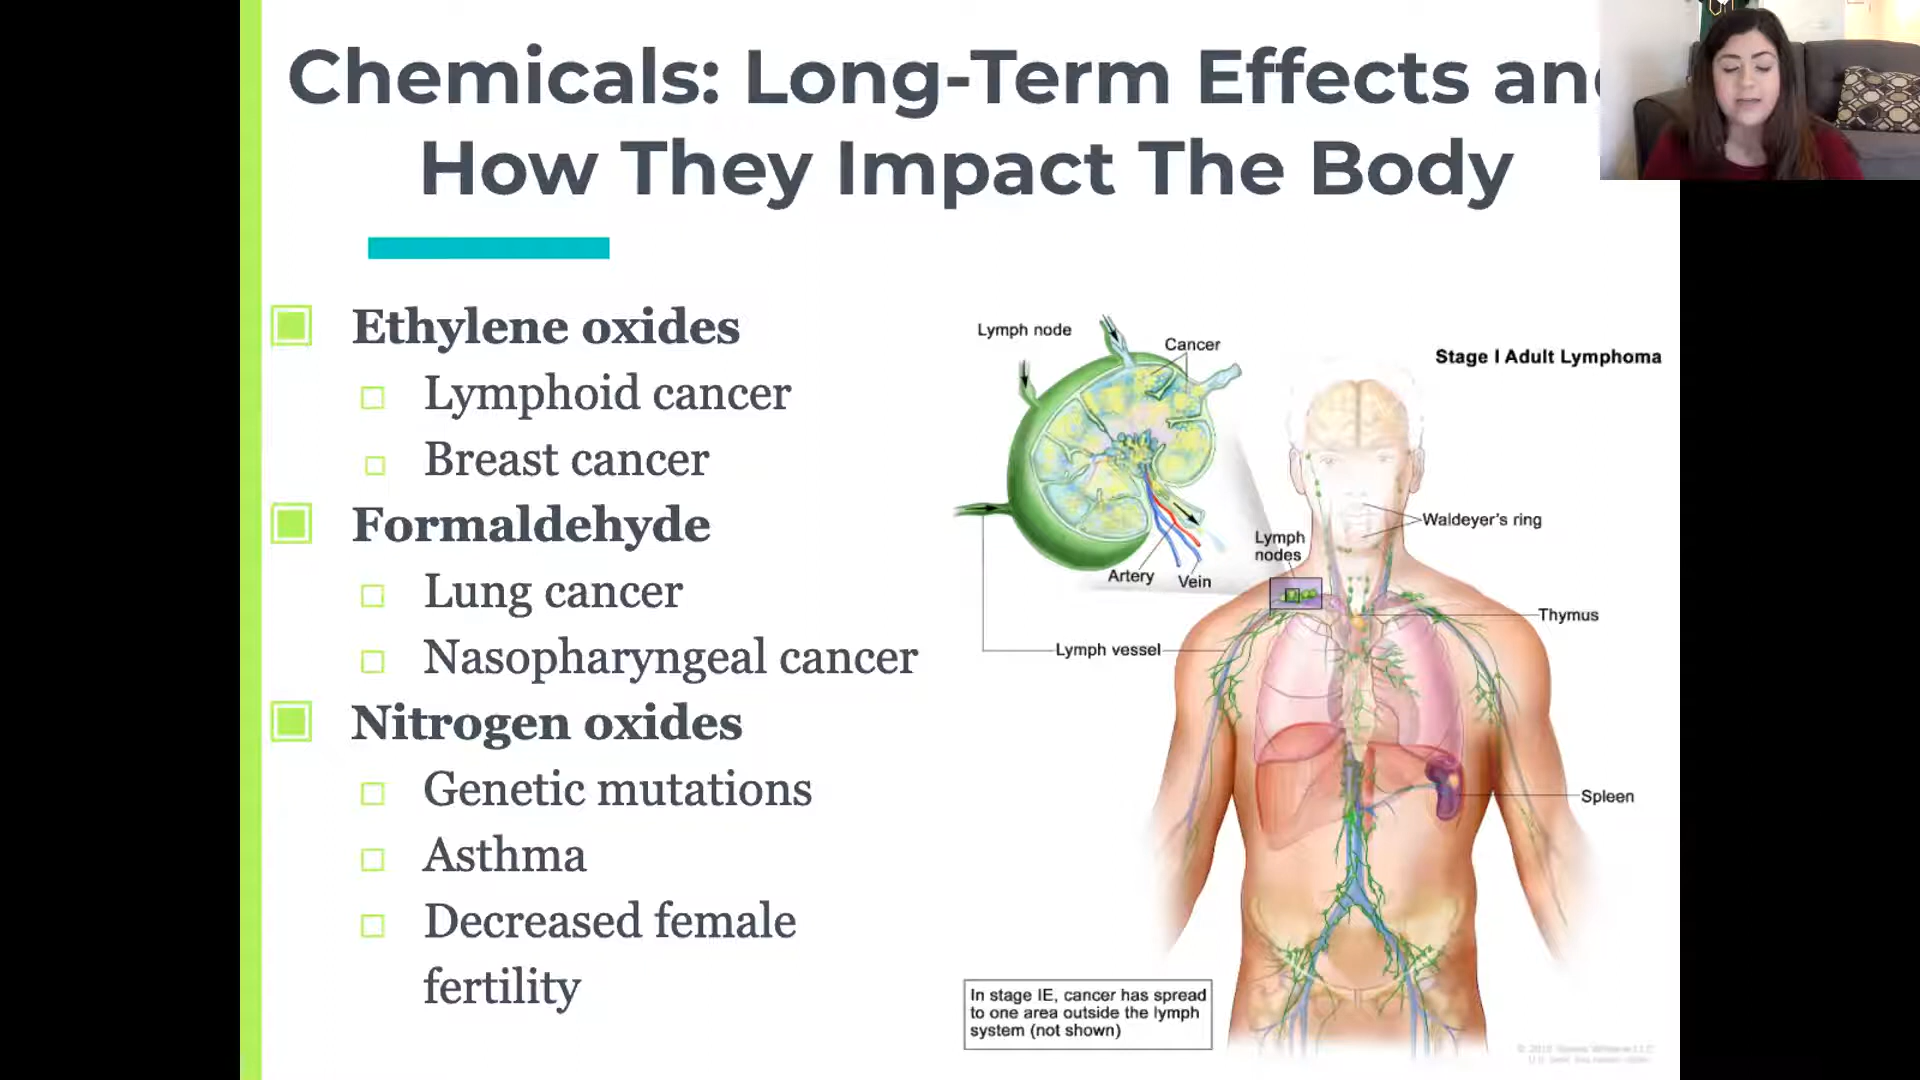 Chemicals: Long-Term Effects an
How They Impact The Body
Ethylene oxides
Lymphoid cancer
Breast cancer
Formaldehyde
Lung cancer
Nasopharyngeal cancer
Nitrogen oxides
Genetic mutations
Asthma
Decreased female
fertility
Lymph node
Cancer
Stage I Adult Lymphoma
Waldeyer's ring
Lymph
nodes
Artery
Vein
Thymus
Lymph vessel
Spleen
In stage IE, cancer has spread
to one area outside the lymph
system (not shown)